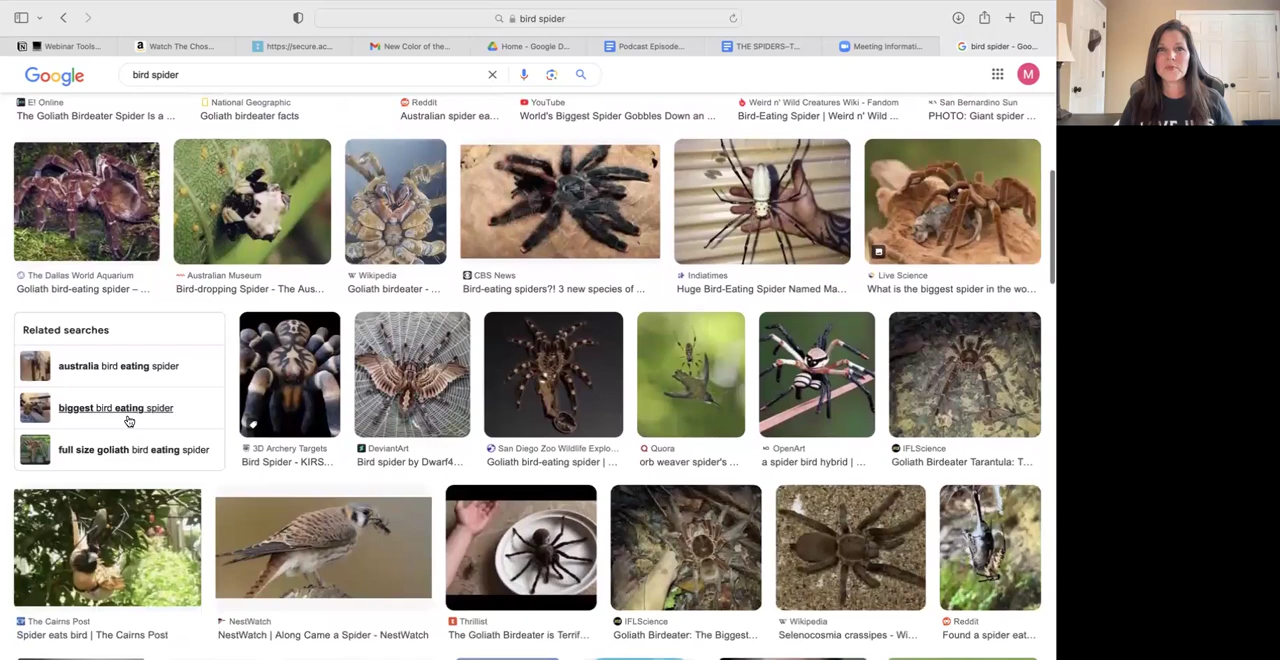 bird spider
Webinar Tools...
Watch The Chos...
https://secure.ac...
New Color of the...
Home - Google D...
Podcast Episode...
THE SPIDERS–T...
Meeting Informati...
bird spider - Goo...
Google
bird spider
M
E! Online
The Goliath Birdeater Spider Is a ...
National Geographic
Goliath birdeater facts
Reddit
Australian spider ea...
YouTube
World's Biggest Spider Gobbles Down an ...
Weird n' Wild Creatures Wiki - Fandom
Bird-Eating Spider | Weird n' Wild ...
San Bernardino Sun
PHOTO: Giant spider ...
The Dallas World Aquarium
Goliath bird-eating spider – ...
Australian Museum
Bird-dropping Spider - The Aus...
Wikipedia
Goliath birdeater - ...
CBS News
Bird-eating spiders?! 3 new species of ...
Indiatimes
Huge Bird-Eating Spider Named Ma...
Live Science
What is the biggest spider in the wo...
Related searches
australia bird eating spider
biggest bird eating spider
full size goliath bird eating spider
3D Archery Targets
Bird Spider - KIRS...
DeviantArt
Bird spider by Dwarf4...
San Diego Zoo Wildlife Explo...
Goliath bird-eating spider | ...
Quora
orb weaver spider's ...
OpenArt
a spider bird hybrid | ...
IFLScience
Goliath Birdeater Tarantula: T...
The Cairns Post
Spider eats bird | The Cairns Post
NestWatch
NestWatch | Along Came a Spider - NestWatch
Thrillist
The Goliath Birdeater is Terrif...
IFLScience
Goliath Birdeater: The Biggest...
Wikipedia
Selenocosmia crassipes - Wi...
Reddit
Found a spider eat...